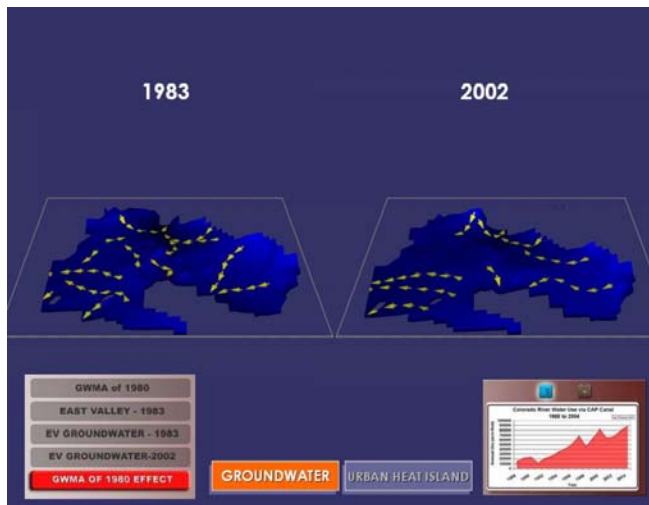 1983
2002
GWMA of 1980
EAST VALLEY - 1983
EV GROUNDWATER - 1983
EV GROUNDWATER-2002
GWMA OF 1980 EFFECT
GROUNDWATER
URBAN HEAT ISLAND
Colorado River Water Use via CAP Canal
1988 to 2004